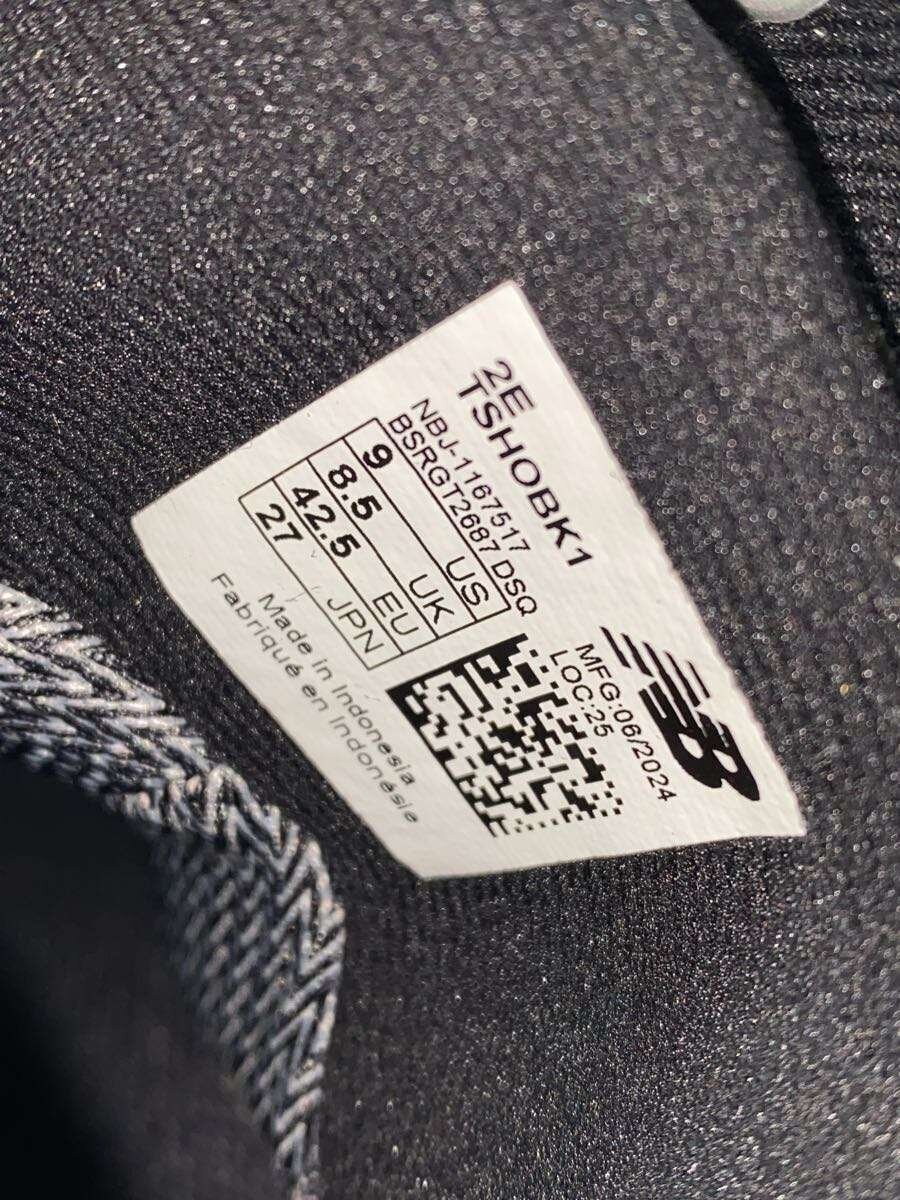 2E
TSHOBK1
NBJ-1167517
BSRGT2687 DSQ
9 US
8.5 UK
42.5 EU
27 JPN
Made in Indonesia
Fabriqué en Indonésie
NB
MFG:06/2024
LOC:25